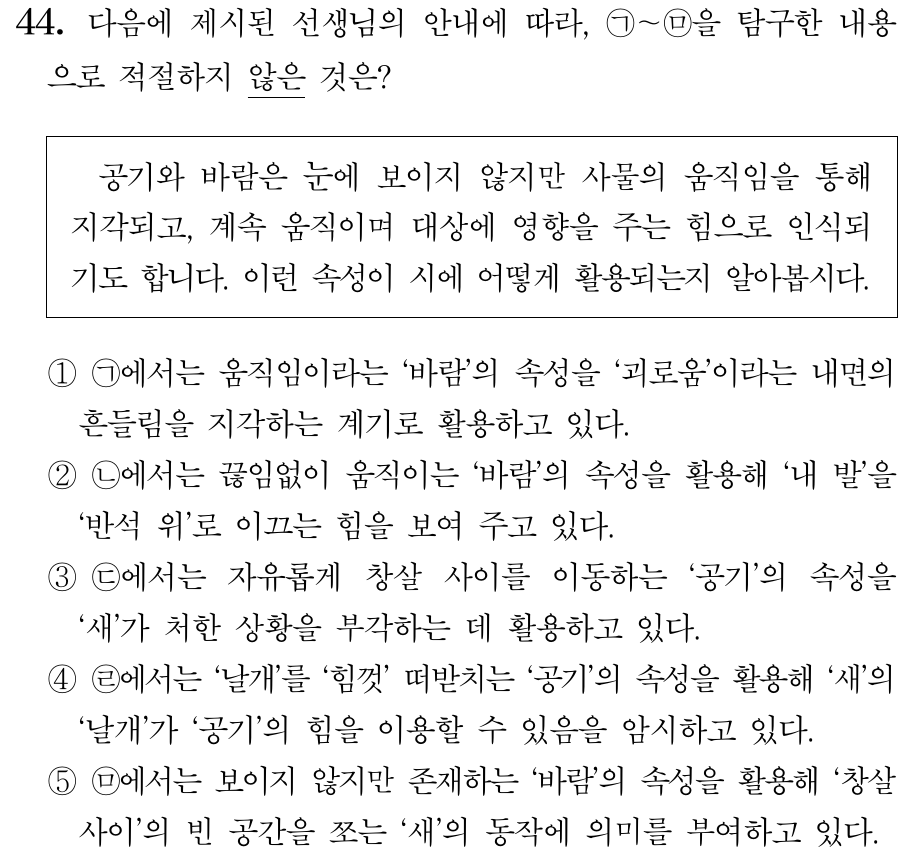 44. 다음에 제시된 선생님의 안내에 따라, ㉠~㉤을 탐구한 내용
으로 적절하지 않은 것은?
공기와 바람은 눈에 보이지 않지만 사물의 움직임을 통해
지각되고, 계속 움직이며 대상에 영향을 주는 힘으로 인식되
기도 합니다. 이런 속성이 시에 어떻게 활용되는지 알아봅시다.
① ㉠에서는 움직임이라는 ‘바람’의 속성을 ‘괴로움’이라는 내면의
흔들림을 지각하는 계기로 활용하고 있다.
② ㉡에서는 끊임없이 움직이는 ‘바람’의 속성을 활용해 ‘내 발’을
‘반석 위’로 이끄는 힘을 보여 주고 있다.
③ ㉢에서는 자유롭게 창살 사이를 이동하는 ‘공기’의 속성을
‘새’가 처한 상황을 부각하는 데 활용하고 있다.
④ ㉣에서는 ‘날개’를 ‘힘껏’ 떠받치는 ‘공기’의 속성을 활용해 ‘새’의
‘날개’가 ‘공기’의 힘을 이용할 수 있음을 암시하고 있다.
⑤ ㉤에서는 보이지 않지만 존재하는 ‘바람’의 속성을 활용해 ‘창살
사이’의 빈 공간을 쪼는 ‘새’의 동작에 의미를 부여하고 있다.